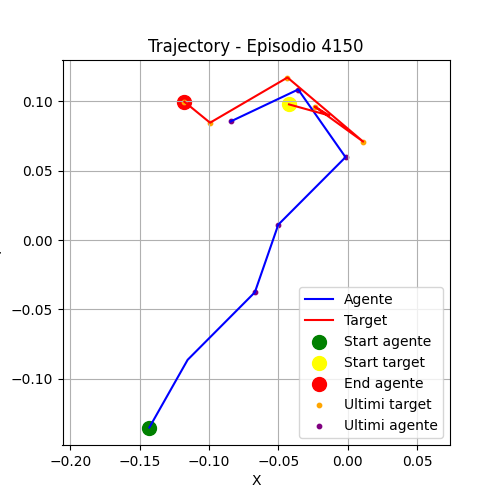 Trajectory - Episodio 4150
0.10
0.05
0.00
−0.05
−0.10
−0.20
−0.15
−0.10
−0.05
0.00
0.05
X
Agente
Target
Start agente
Start target
End agente
Ultimi target
Ultimi agente